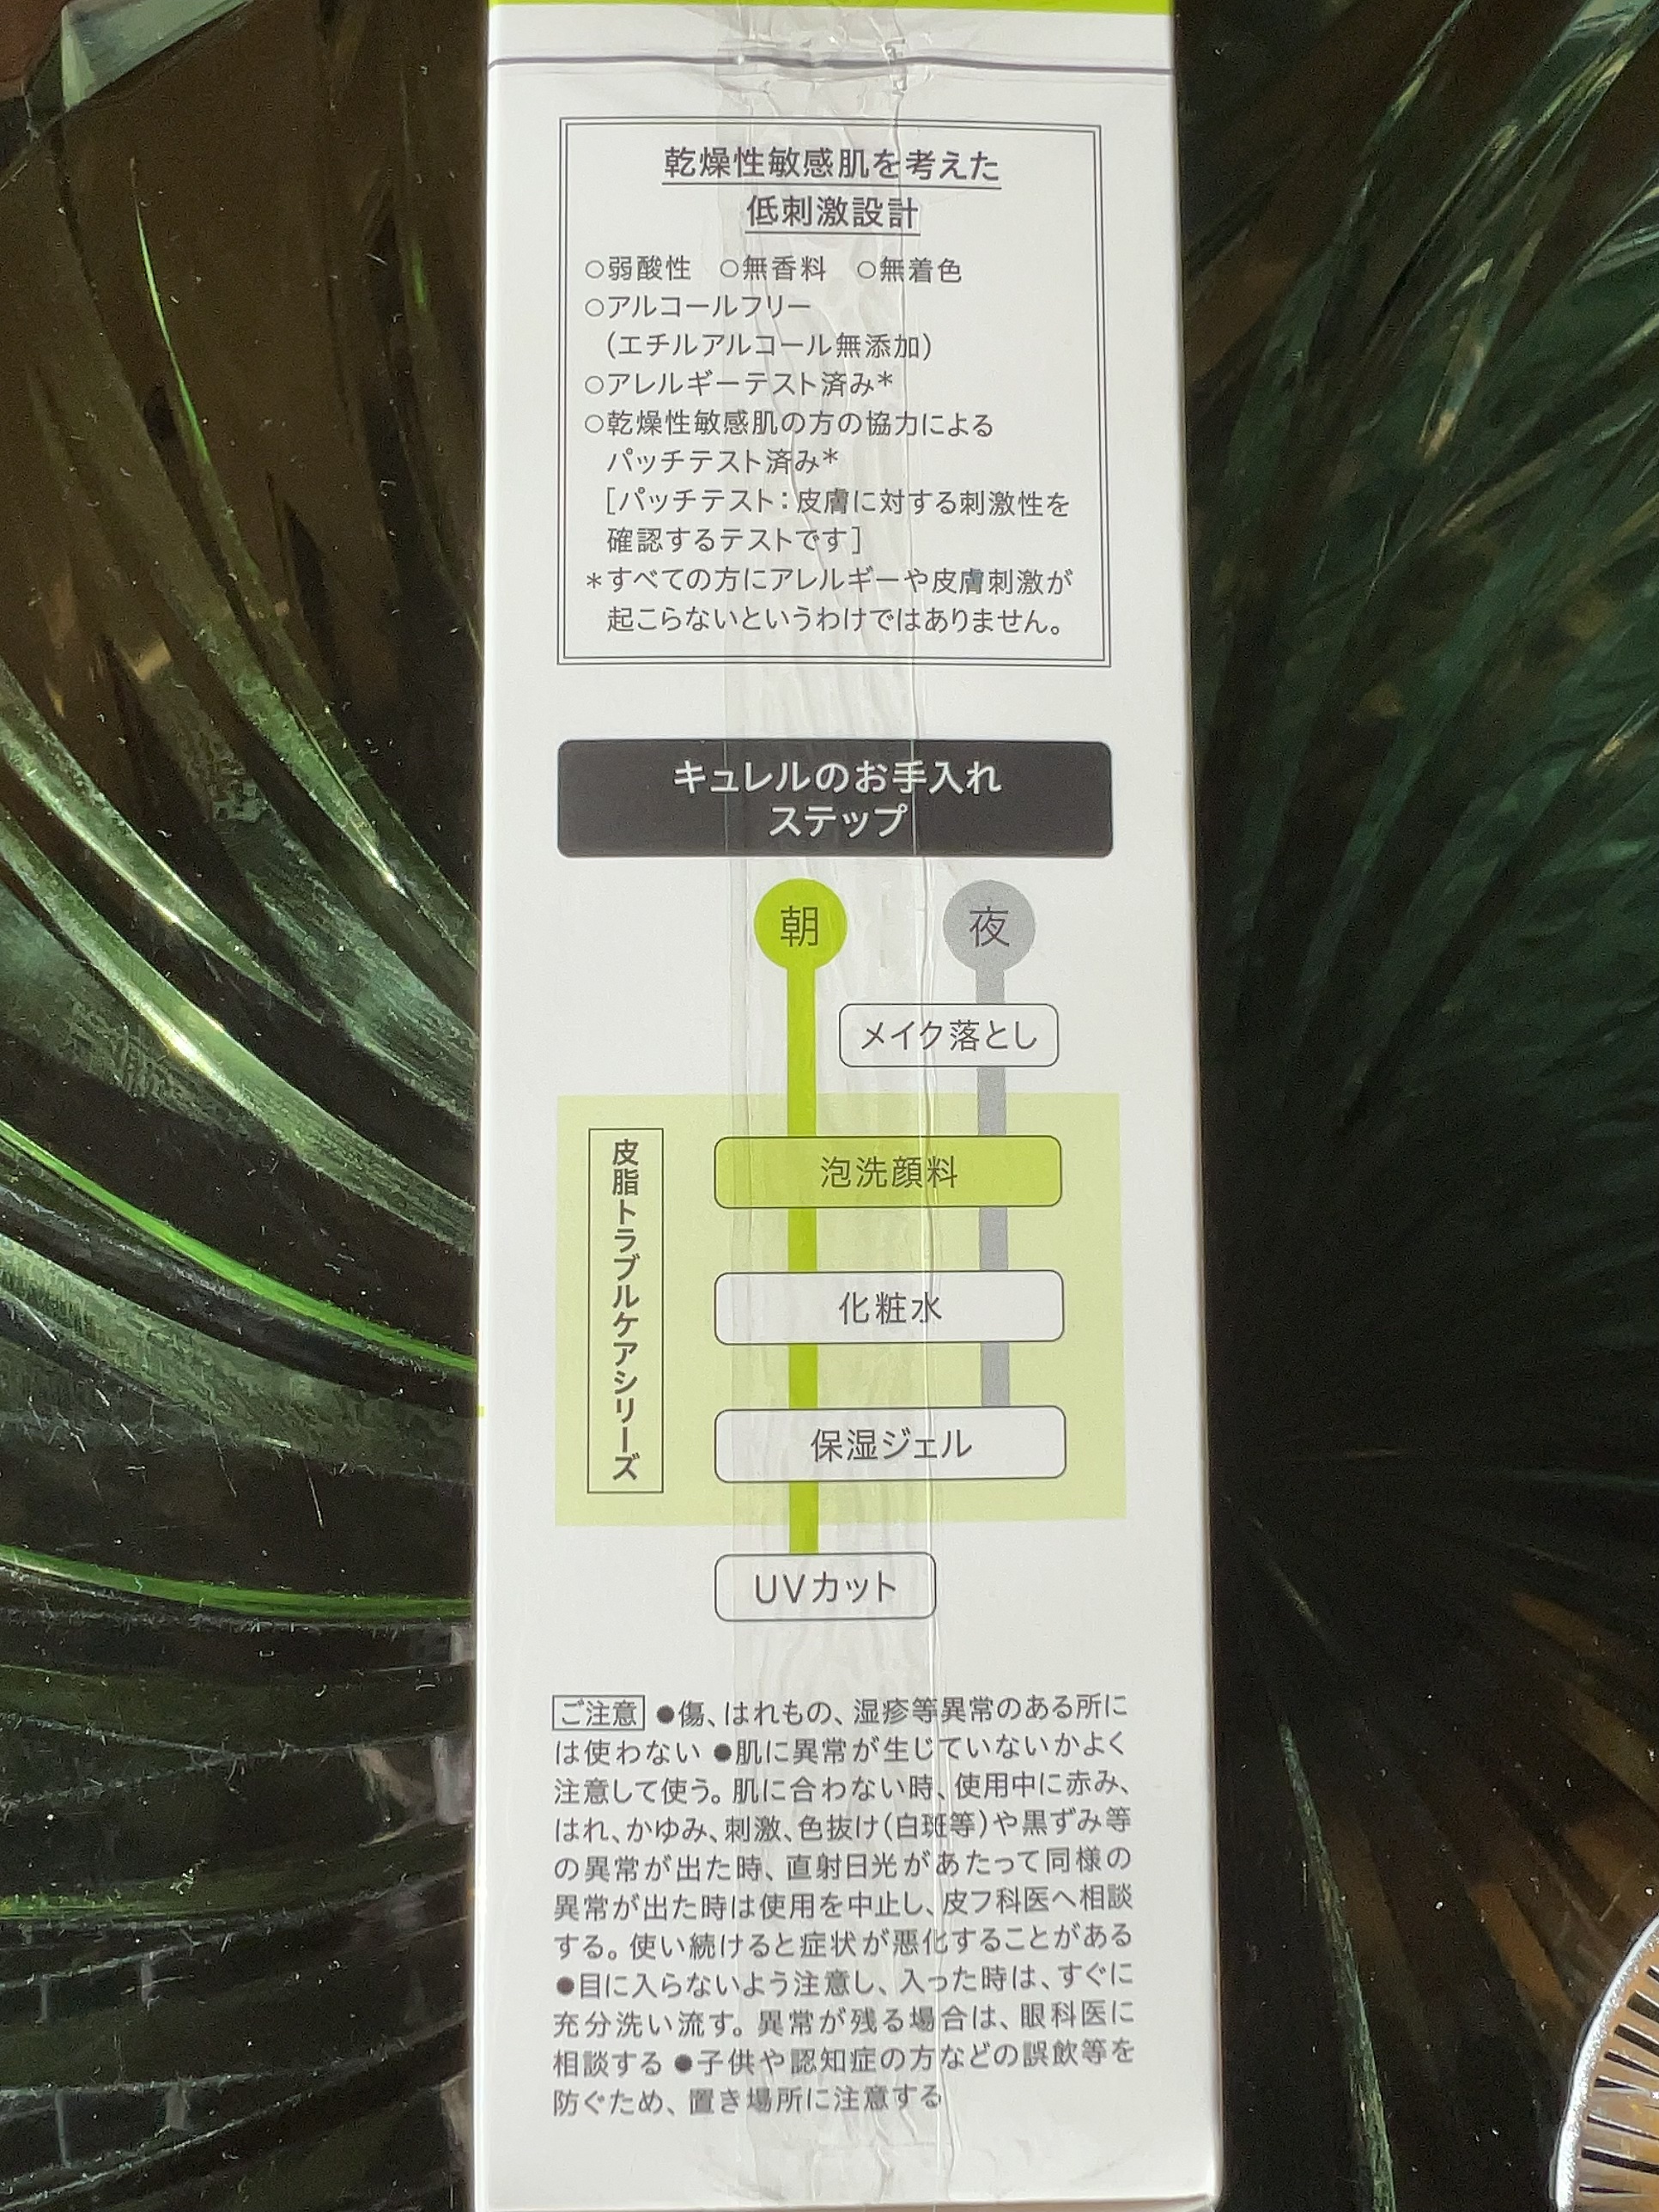 乾燥性敏感肌を考えた
低刺激設計
○弱酸性 ○無香料 ○無着色
○アルコールフリー
(エチルアルコール無添加)
○アレルギーテスト済み*
○乾燥性敏感肌の方の協力による
パッチテスト済み*
[パッチテスト:皮膚に対する刺激性を
確認するテストです]
*すべての方にアレルギーや皮膚刺激が
起こらないというわけではありません。
キュレルのお手入れ
ステップ
朝
夜
メイク落とし
皮脂トラブルケアシリーズ
泡洗顔料
化粧水
保湿ジェル
UVカット
ご注意 ●傷、はれもの、湿疹等異常のある所に
は使わない ●肌に異常が生じていないかよく
注意して使う。肌に合わない時、使用中に赤み、
はれ、かゆみ、刺激、色抜け(白斑等)や黒ずみ等
の異常が出た時、直射日光があたって同様の
異常が出た時は使用を中止し、皮フ科医へ相談
する。使い続けると症状が悪化することがある
●目に入らないよう注意し、入った時は、すぐに
充分洗い流す。異常が残る場合は、眼科医に
相談する ●子供や認知症の方などの誤飲等を
防ぐため、置き場所に注意する